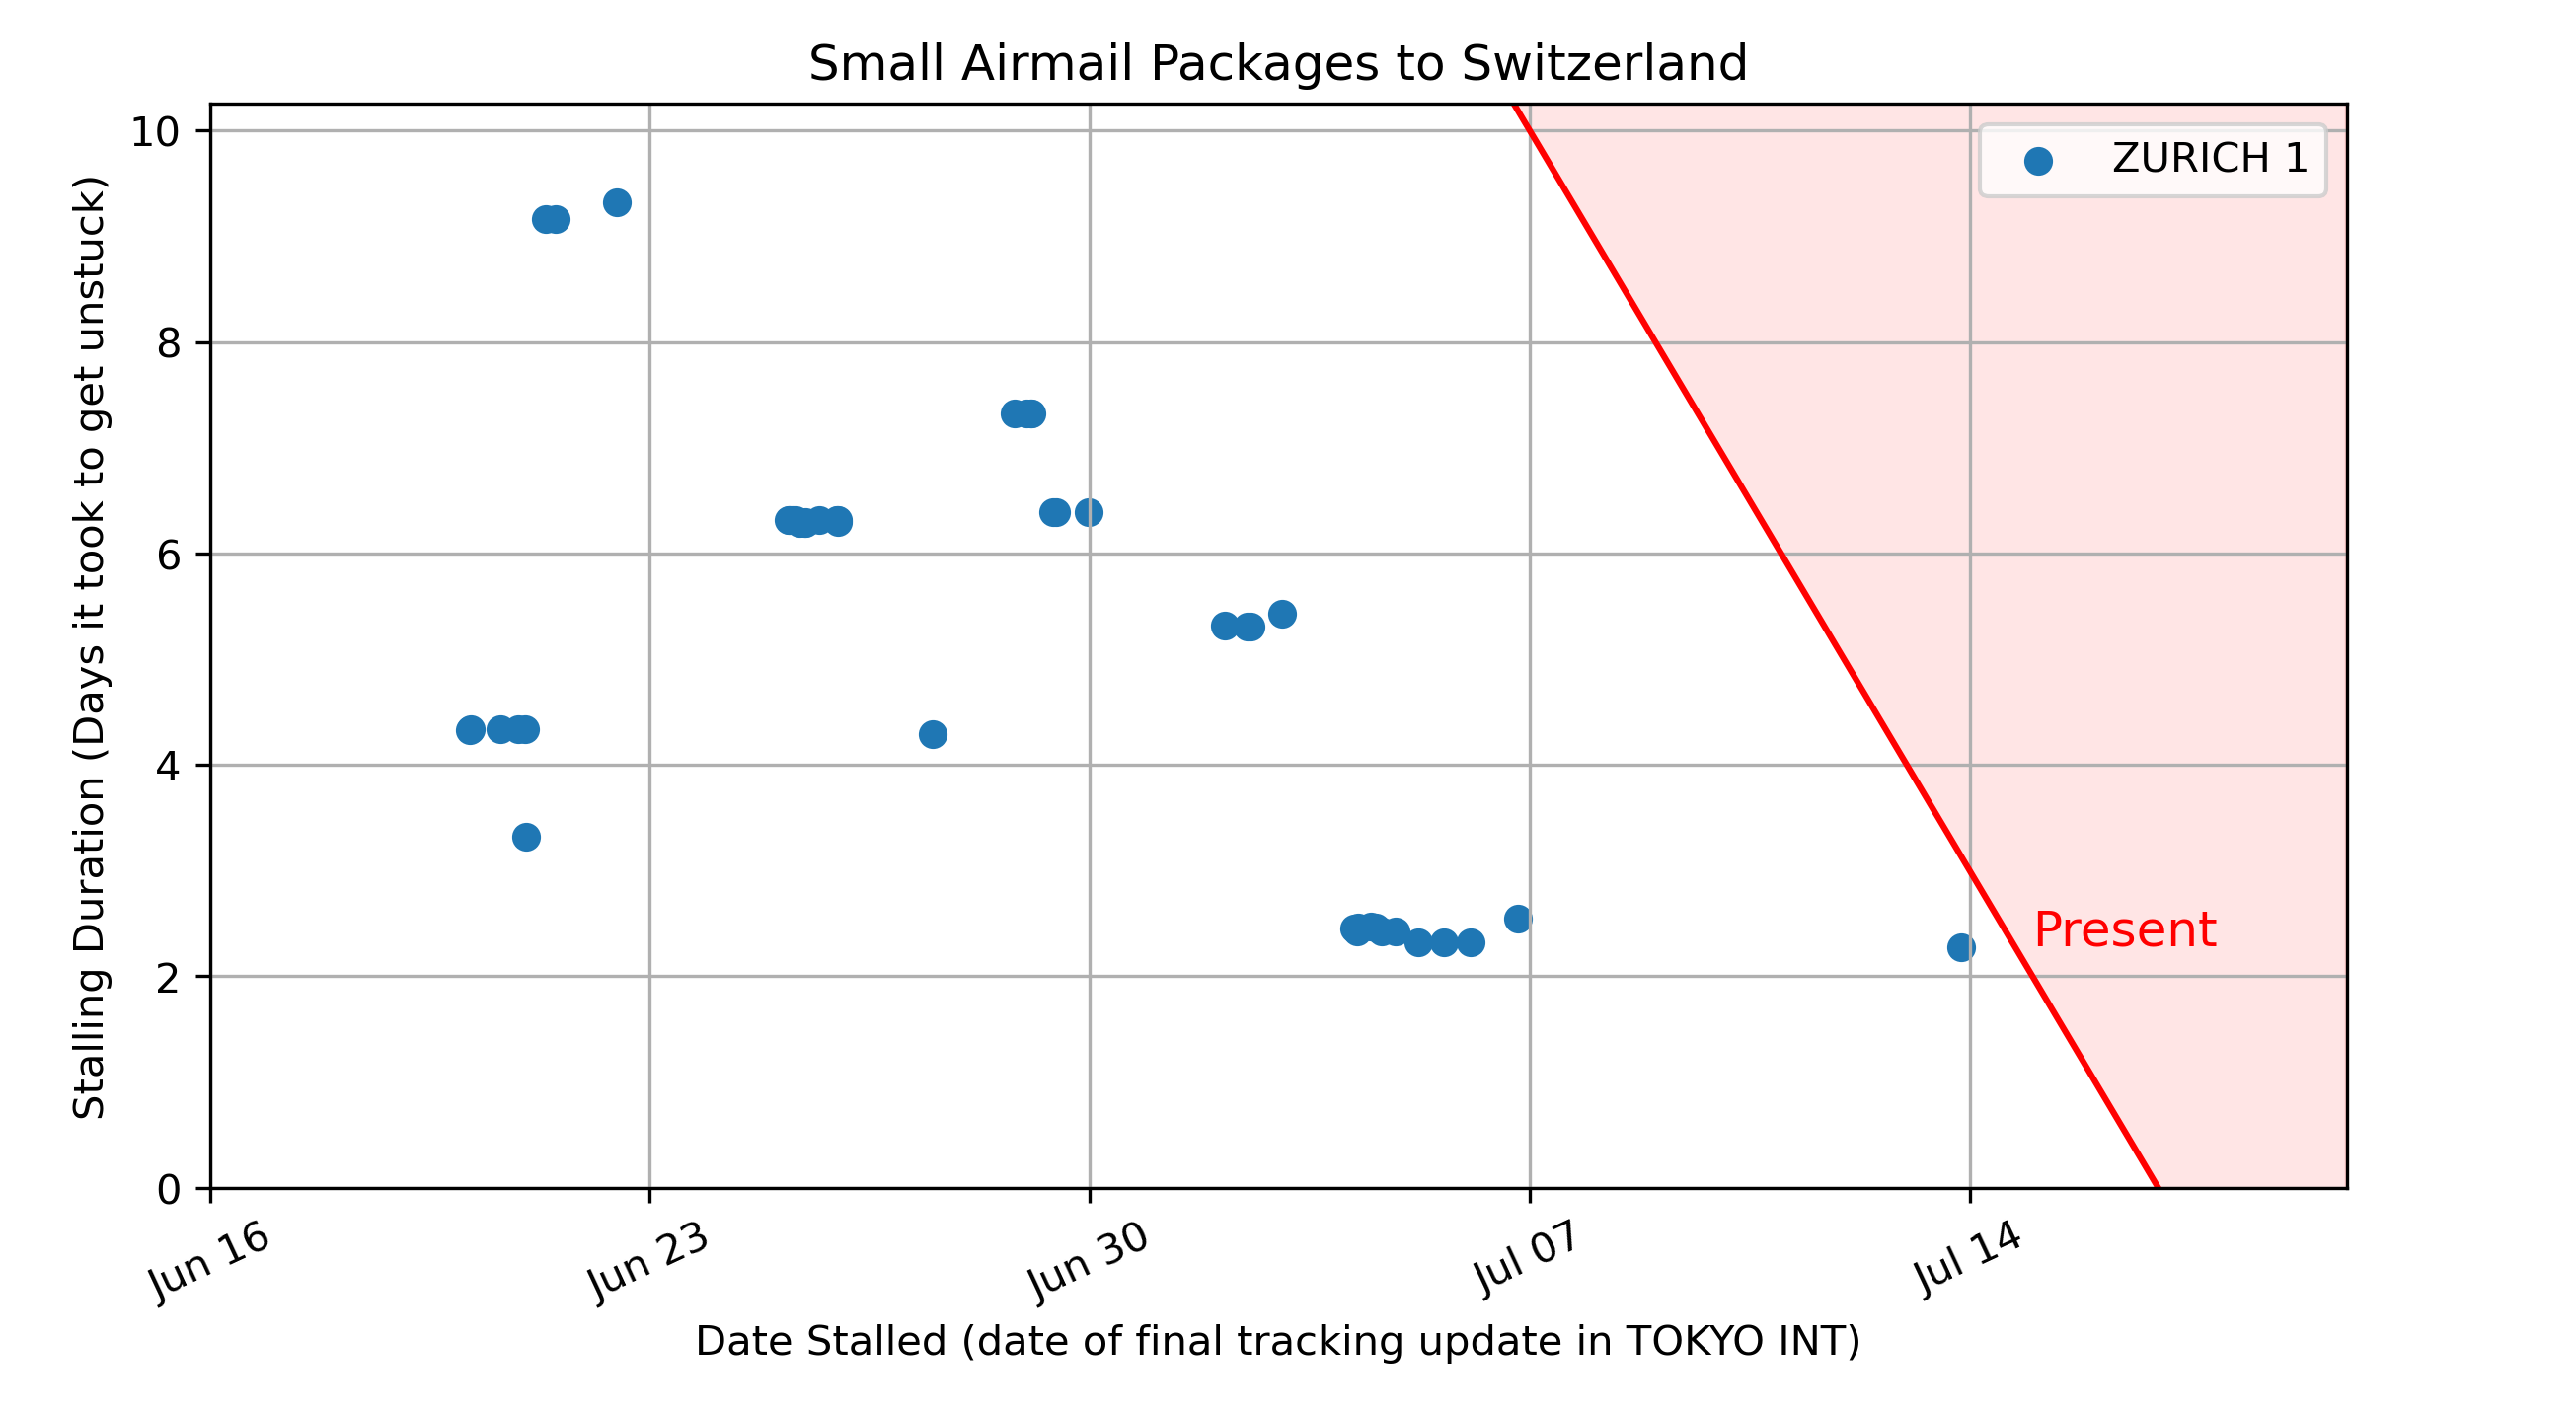 Small Airmail Packages to Switzerland
Stalling Duration (Days it took to get unstuck)
10
8
6
4
2
0
ZURICH 1
Present
Jun 16
Jun 23
Jun 30
Jul 07
Jul 14
Date Stalled (date of final tracking update in TOKYO INT)